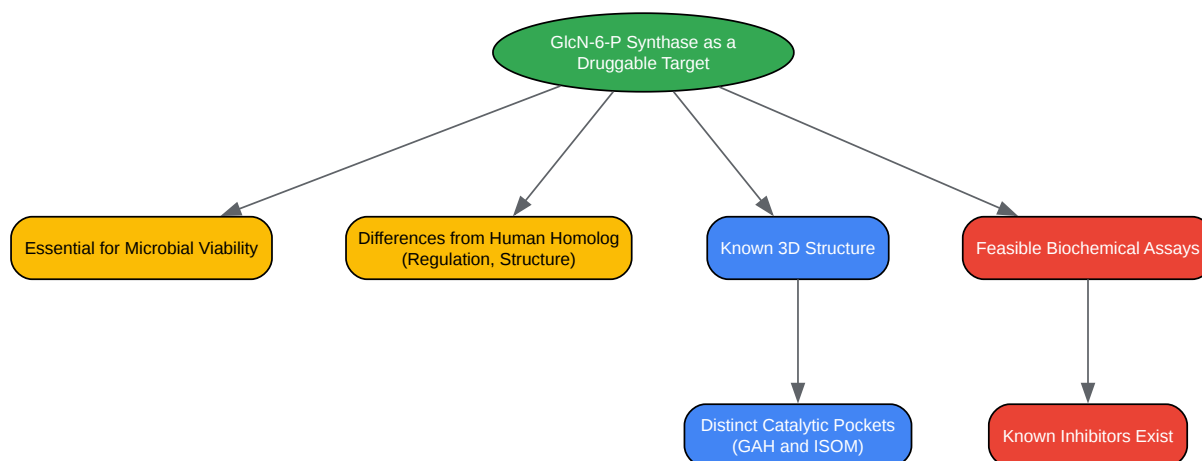 GlcN-6-P Synthase as a
Druggable Target
Essential for Microbial Viability
Differences from Human Homolog
(Regulation, Structure)
Known 3D Structure
Feasible Biochemical Assays
Distinct Catalytic Pockets
(GAH and ISOM)
Known Inhibitors Exist